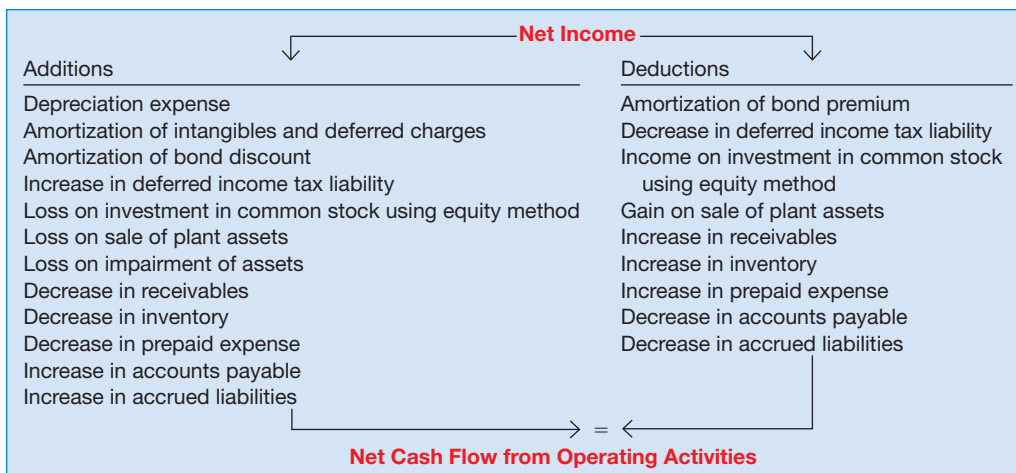 Net Income
Additions
Depreciation expense
Amortization of intangibles and deferred charges
Amortization of bond discount
Increase in deferred income tax liability
Loss on investment in common stock using equity method
Loss on sale of plant assets
Loss on impairment of assets
Decrease in receivables
Decrease in inventory
Decrease in prepaid expense
Increase in accounts payable
Increase in accrued liabilities
Deductions
Amortization of bond premium
Decrease in deferred income tax liability
Income on investment in common stock
using equity method
Gain on sale of plant assets
Increase in receivables
Increase in inventory
Increase in prepaid expense
Decrease in accounts payable
Decrease in accrued liabilities
=
Net Cash Flow from Operating Activities